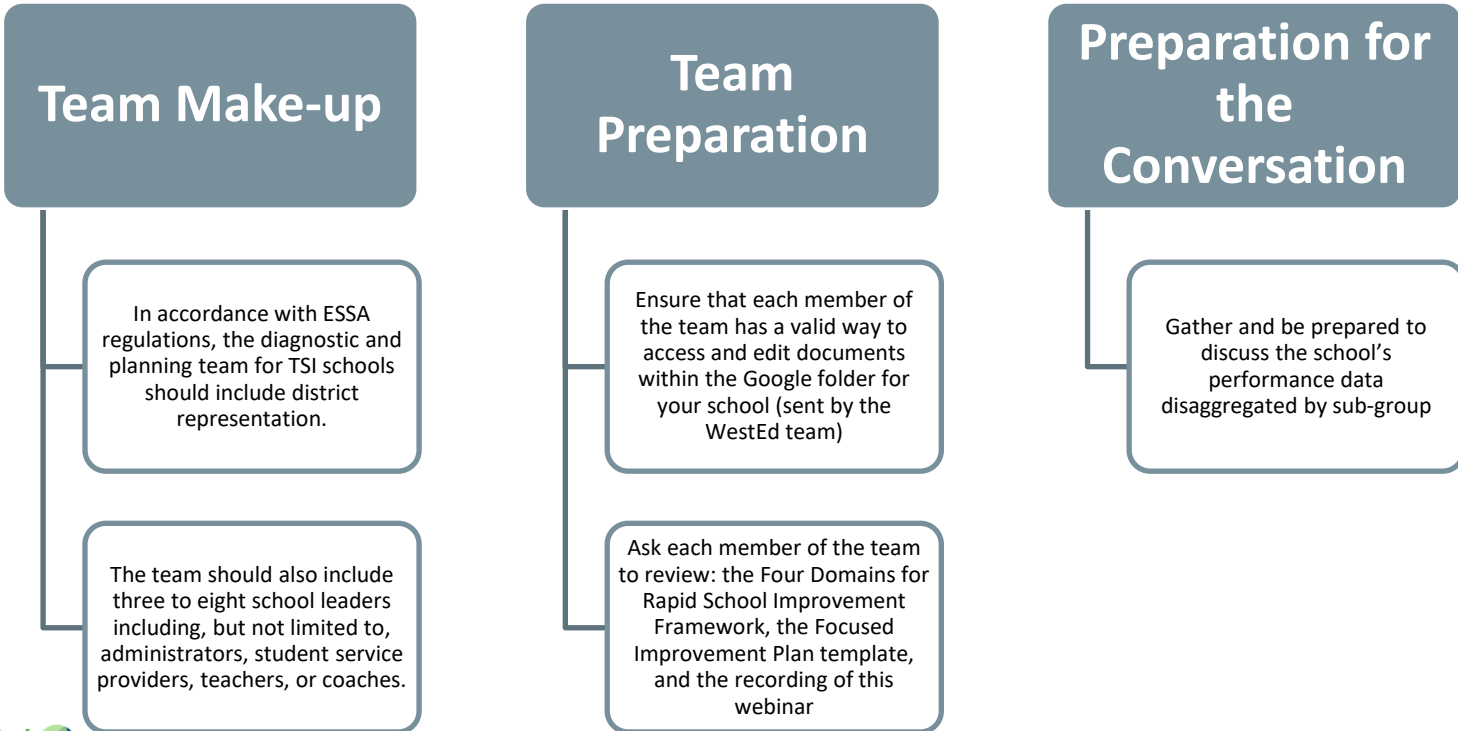 Team Make-up
In accordance with ESSA
regulations, the diagnostic and
planning team for TSI schools
should include district
representation.
The team should also include
three to eight school leaders
including, but not limited to,
administrators, student service
providers, teachers, or coaches.
Team
Preparation
Ensure that each member of
the team has a valid way to
access and edit documents
within the Google folder for
your school (sent by the
WestEd team)
Ask each member of the team
to review: the Four Domains for
Rapid School Improvement
Framework, the Focused
Improvement Plan template,
and the recording of this
webinar
Preparation for
the
Conversation
Gather and be prepared to
discuss the school’s
performance data
disaggregated by sub-group